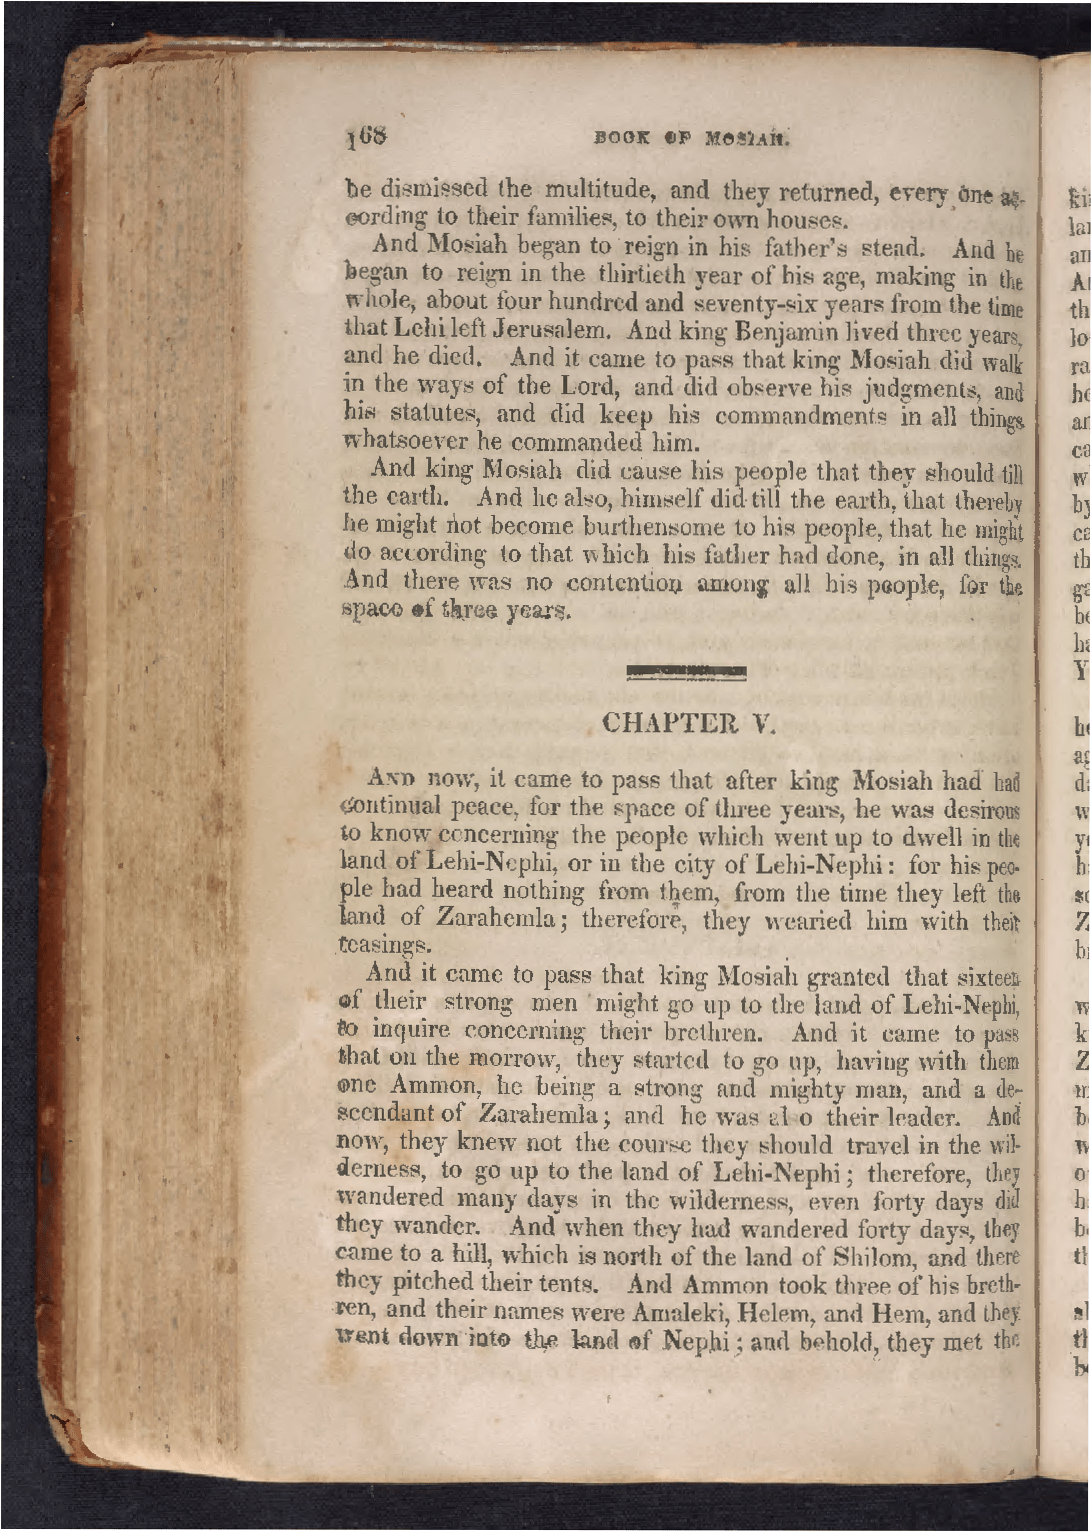 168 BOOK OF MOSIAH.
he dismissed the multitude, and they returned, every one ac-
cording to their families, to their own houses.
And Mosiah began to reign in his father's stead. And he
began to reign in the thirtieth year of his age, making in the
whole, about four hundred and seventy-six years from the time
that Lehi left Jerusalem. And king Benjamin lived three years,
and he died. And it came to pass that king Mosiah did walk
in the ways of the Lord, and did observe his judgments, and
his statutes, and did keep his commandments in all things
whatsoever he commanded him.
And king Mosiah did cause his people that they should till
the earth. And he also, himself did till the earth, that thereby
he might not become burthensome to his people, that he might
do according to that which his father had done, in all things.
And there was no contention among all his people, for the
space of three years.
CHAPTER V.
AND now, it came to pass that after king Mosiah had had
continual peace, for the space of three years, he was desirous
to know concerning the people which went up to dwell in the
land of Lehi-Nephi, or in the city of Lehi-Nephi: for his peo-
ple had heard nothing from them, from the time they left the
land of Zarahemla; therefore, they wearied him with their
teasings.
And it came to pass that king Mosiah granted that sixteen
of their strong men might go up to the land of Lehi-Nephi,
to inquire concerning their brethren. And it came to pass
that on the morrow, they started to go up, having with them
one Ammon, he being a strong and mighty man, and a de-
scendant of Zarahemla; and he was al o their leader. And
now, they knew not the course they should travel in the wil-
derness, to go up to the land of Lehi-Nephi; therefore, they
wandered many days in the wilderness, even forty days did
they wander. And when they had wandered forty days, they
came to a hill, which is north of the land of Shilom, and there
they pitched their tents. And Ammon took three of his breth-
ren, and their names were Amaleki, Helem, and Hem, and they
went down into the land of Nephi; and behold, they met the